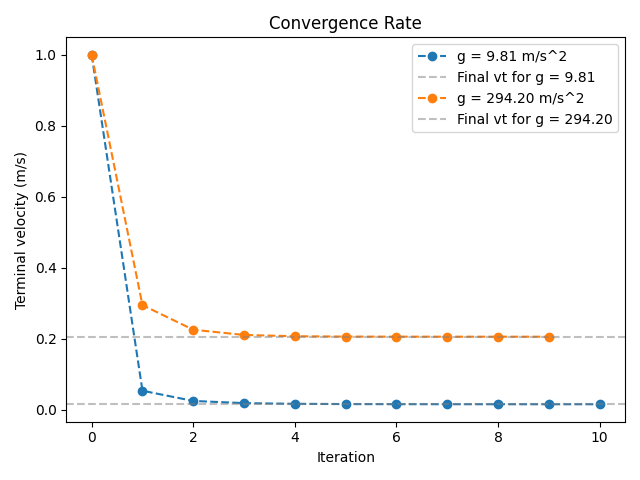 Convergence Rate
g = 9.81 m/s^2
Final vt for g = 9.81
g = 294.20 m/s^2
Final vt for g = 294.20
Terminal velocity (m/s)
1.0
0.8
0.6
0.4
0.2
0.0
0 2 4 6 8 10
Iteration